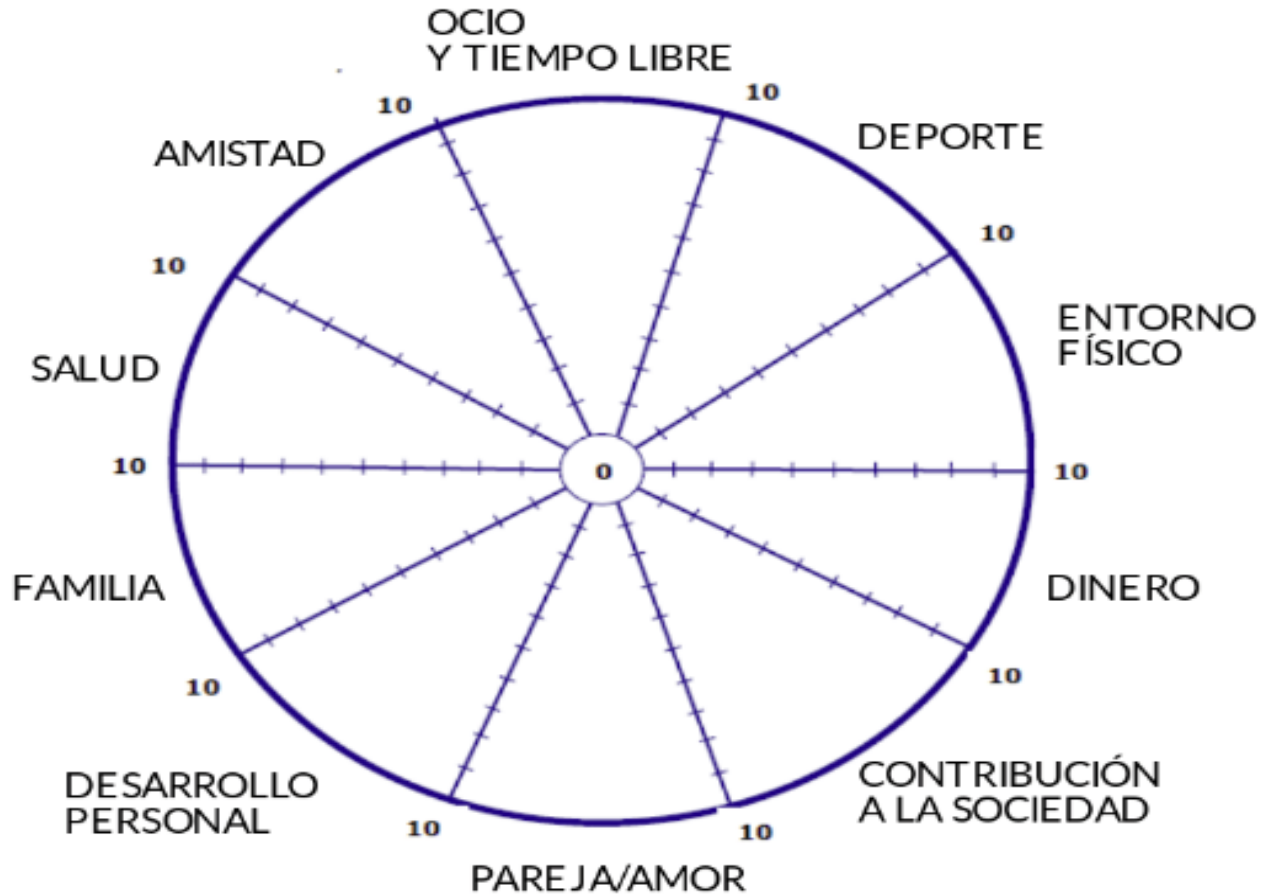 OCIO
Y TIEMPO LIBRE
10
10
DEPORTE
AMISTAD
10
10
ENTORNO
FÍSICO
SALUD
10
0
10
FAMILIA
DINERO
10
10
DESARROLLO
PERSONAL
CONTRIBUCIÓN
A LA SOCIEDAD
10
10
PAREJA/AMOR